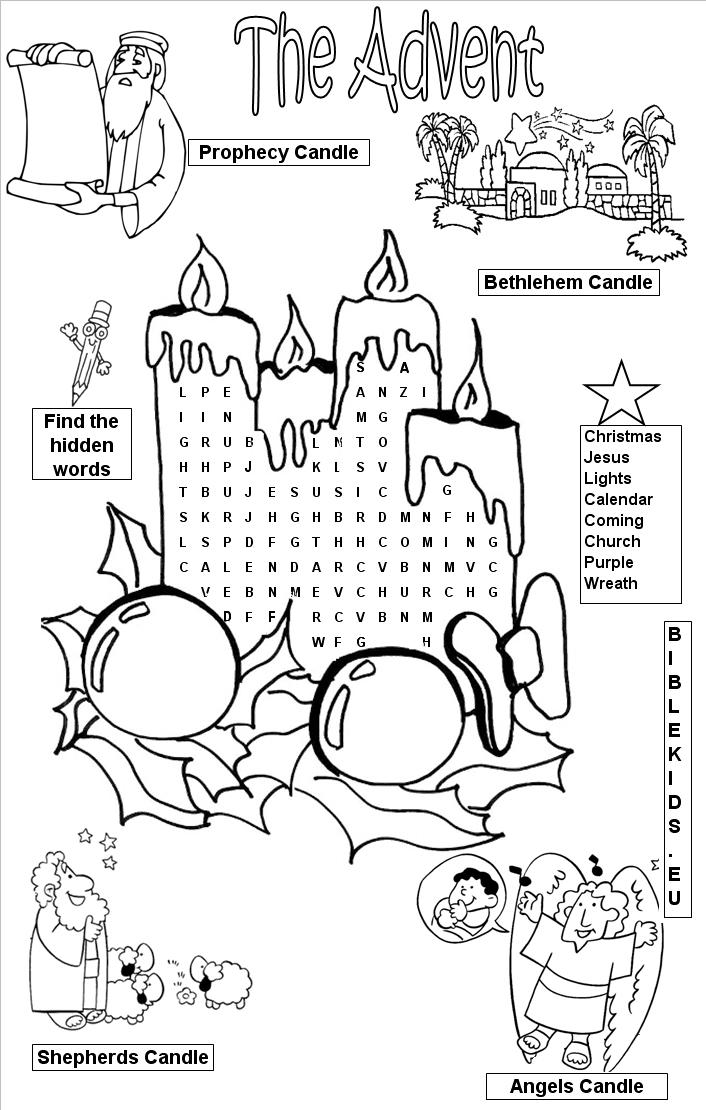 The Advent
Prophecy Candle
Bethlehem Candle
Find the
hidden
words
S A
L P E A N Z I
I I N M G
G R U B L N T O
H H P J K L S V
T B U J E S U S I C G
S K R J H G H B R D M N F H
L S P D F G T H H C O M I N G
C A L E N D A R C V B N M V C
V E B N M E V C H U R C H G
D F F R C V B N M
W F G H
Christmas
Jesus
Lights
Calendar
Coming
Church
Purple
Wreath
BIBLEKIDS.EU
Shepherds Candle
Angels Candle